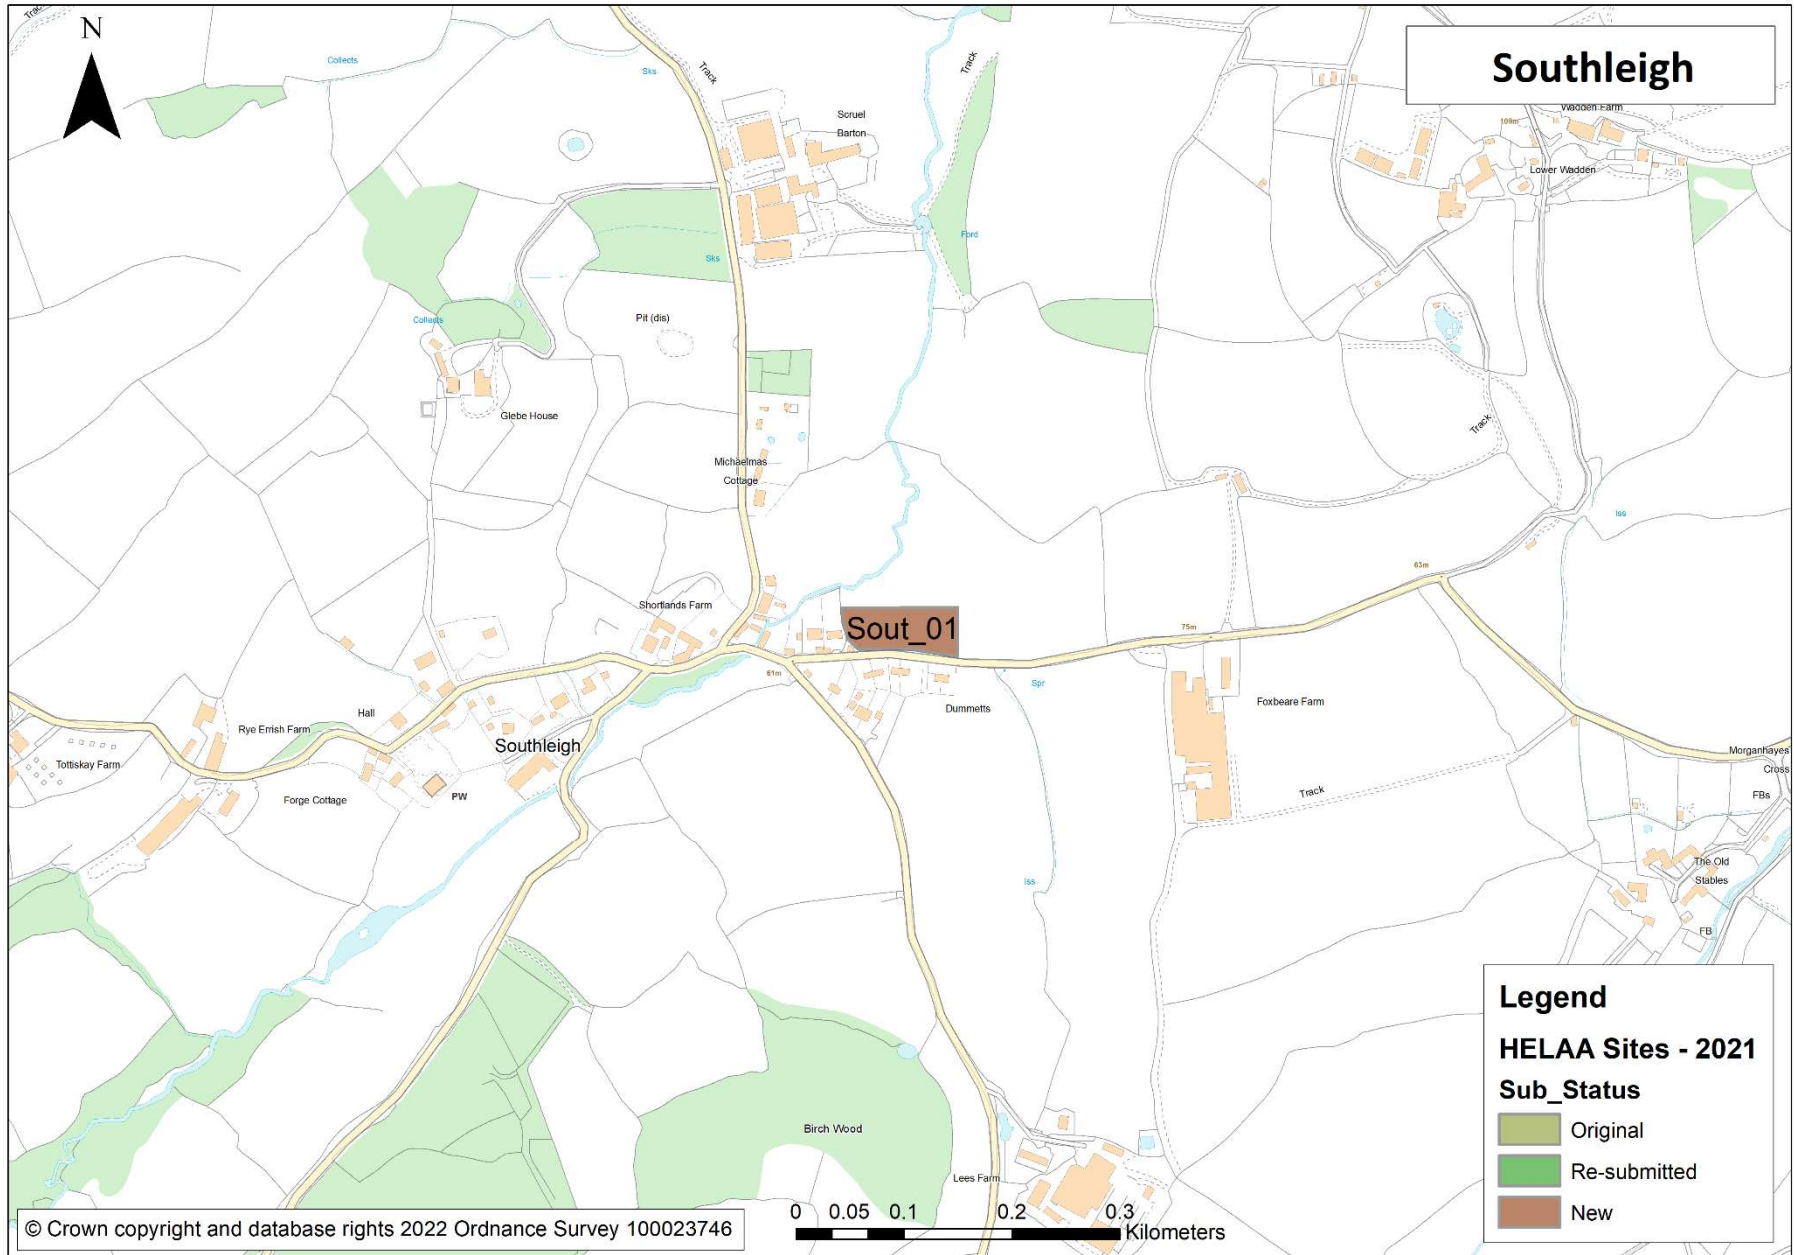 Track
N
Collects
Sks
Track
Track
Southleigh
Scruel
Barton
Wadden Farm
109m
Lower Wadden
Ford
Sks
Collects
Pit (dis)
Glebe House
Track
Michaelmas
Cottage
Iss
63m
Shortlands Farm
Sout_01
75m
61m
Spr
Hall
Dummetts
Foxbeare Farm
Rye Errish Farm
Southleigh
Tottiskay Farm
Morganhayes
Cross
Forge Cottage
PW
Track
FBs
The Old
Stables
Iss
FB
Birch Wood
Lees Farm
Legend
HELAA Sites - 2021
Sub_Status
Original
Re-submitted
New
© Crown copyright and database rights 2022 Ordnance Survey 100023746
0 0.05 0.1 0.2 0.3
Kilometers